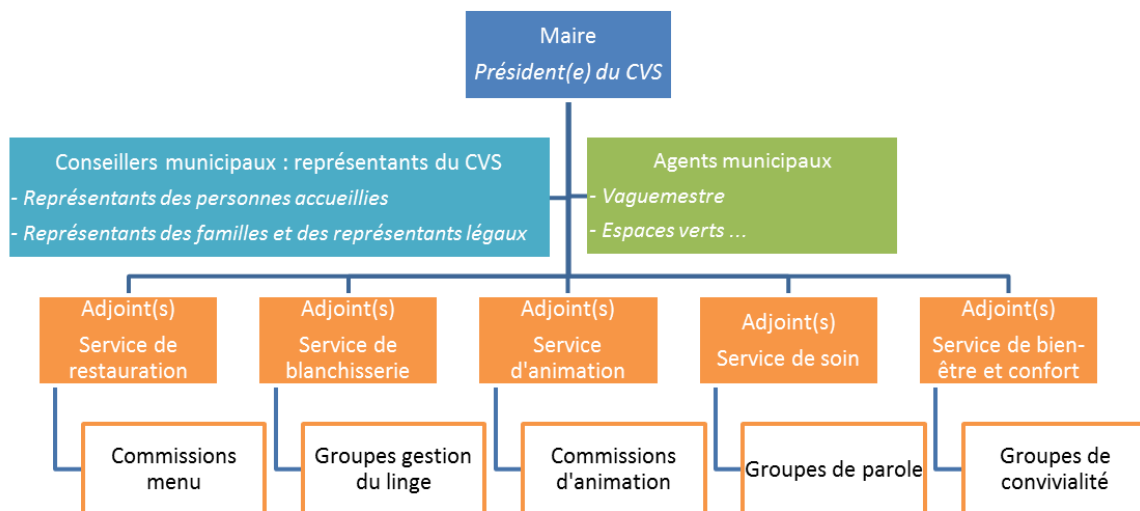 Maire
Président(e) du CVS
Conseillers municipaux : représentants du CVS
- Représentants des personnes accueillies
- Représentants des familles et des représentants légaux
Agents municipaux
- Vaguemestre
- Espaces verts ...
Adjoint(s)
Service de
restauration
Adjoint(s)
Service de
blanchisserie
Adjoint(s)
Service
d'animation
Adjoint(s)
Service de soin
Adjoint(s)
Service de bien-
être et confort
Commissions
menu
Groupes gestion
du linge
Commissions
d'animation
Groupes de parole
Groupes de
convivialité